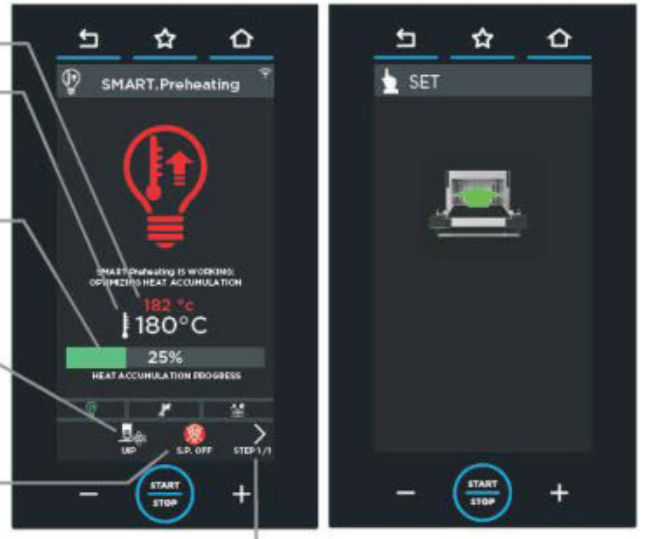 SMART.Preheating
SMART.Preheating IS WORKING:
OPTIMIZING HEAT ACCUMULATION
182 °c
180°C
25%
HEAT ACCUMULATION PROGRESS
UIP
S.P. OFF
STEP 1/1
START
STOP
SET
START
STOP